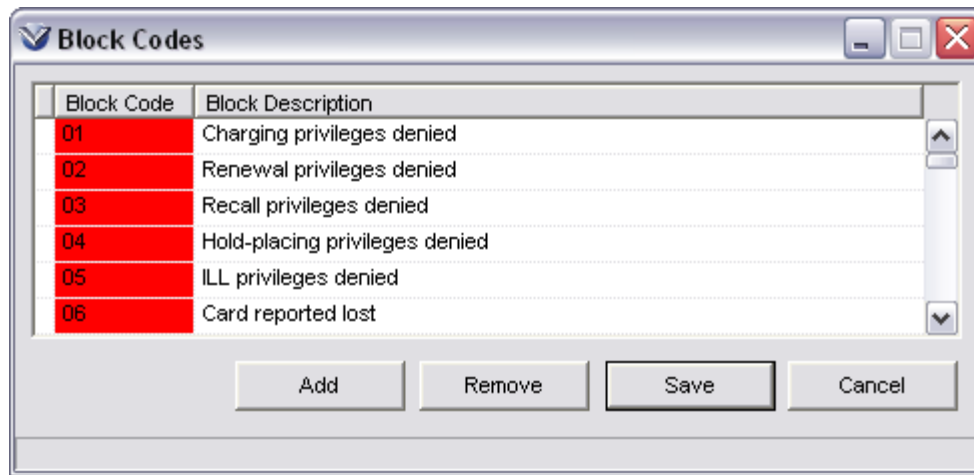 Block Codes
Block Code Block Description
01 Charging privileges denied
02 Renewal privileges denied
03 Recall privileges denied
04 Hold-placing privileges denied
05 ILL privileges denied
06 Card reported lost
Add Remove Save Cancel